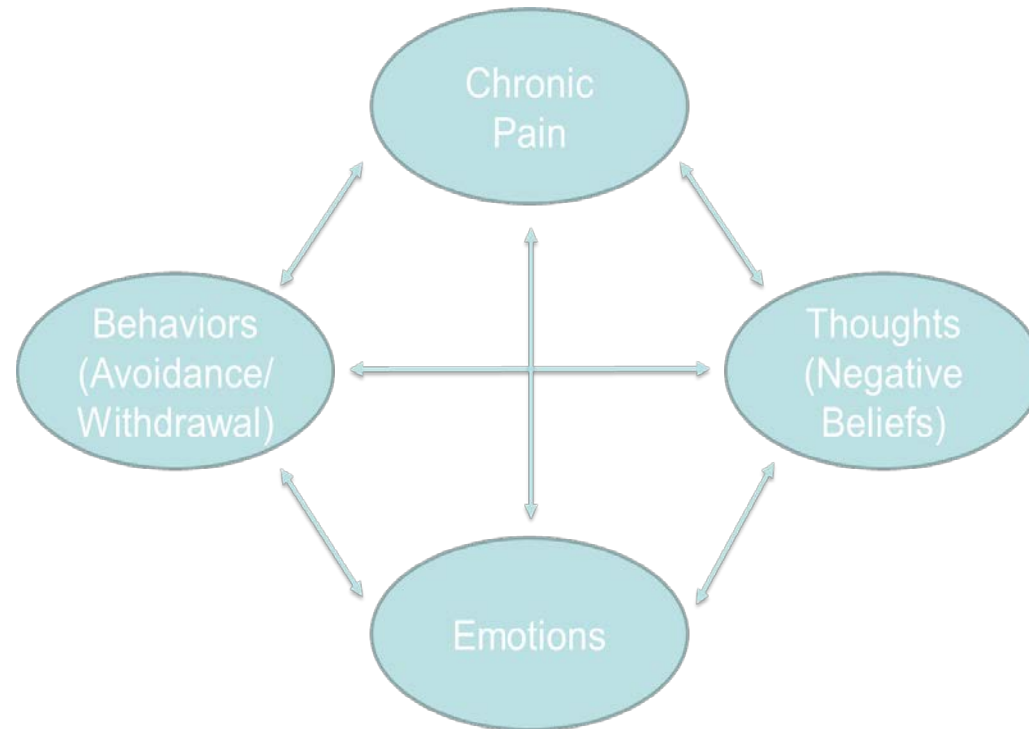 Chronic
Pain
Behaviors
(Avoidance/
Withdrawal)
Thoughts
(Negative
Beliefs)
Emotions